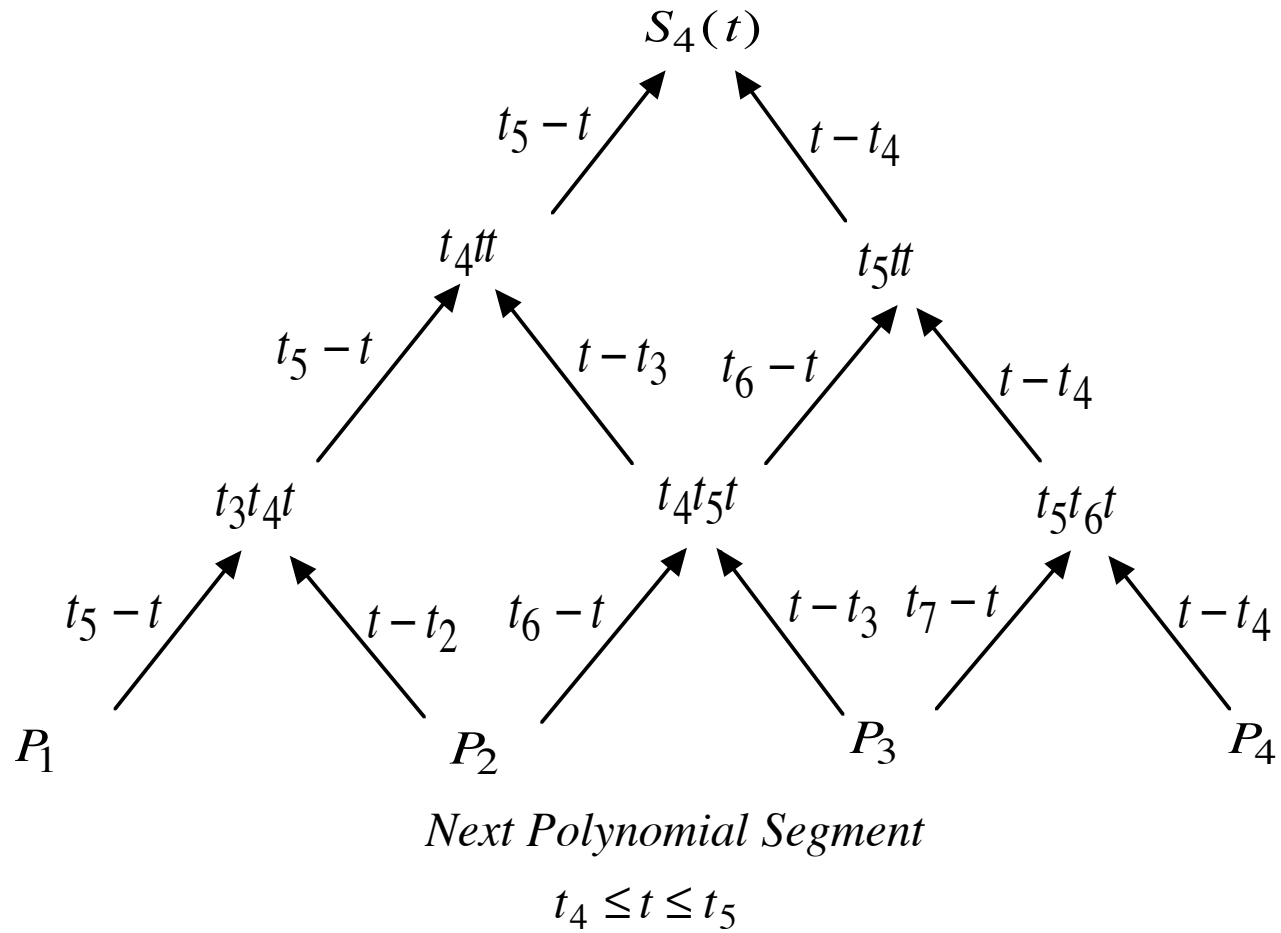 S₄(t)
t₅ − t
t − t₄
t₄tt
t₅tt
t₅ − t
t − t₃
t₆ − t
t − t₄
t₃t₄t
t₄t₅t
t₅t₆t
t₅ − t
t − t₂
t₆ − t
t − t₃
t₇ − t
t − t₄
P₁
P₂
P₃
P₄
Next Polynomial Segment
t₄ ≤ t ≤ t₅